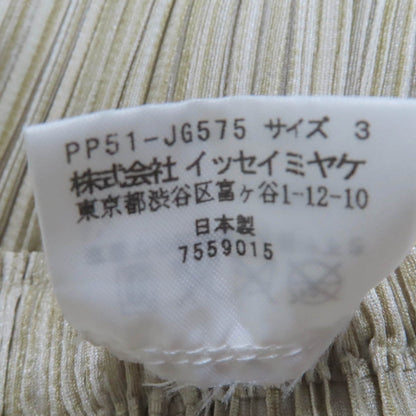 PP51-JG575 サイズ 3
株式会社 イッセイミヤケ
東京都渋谷区富ヶ谷1-12-10
日本製
7559015